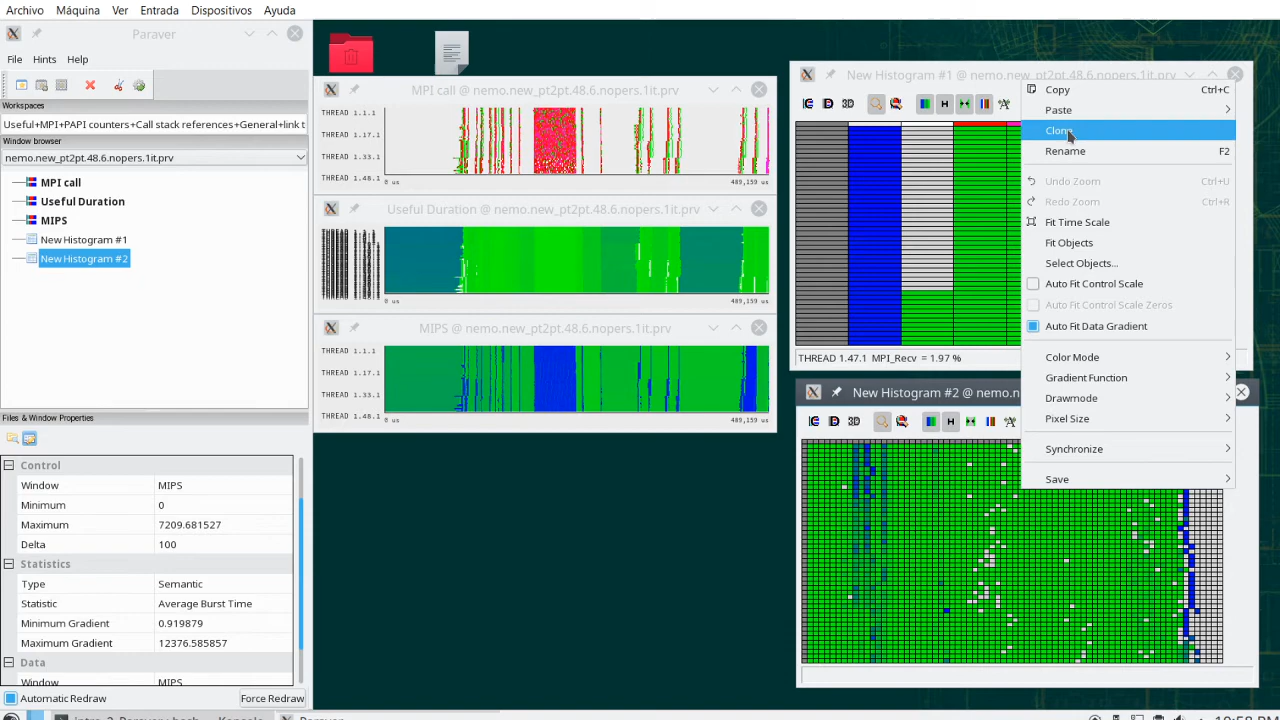 Archivo Máquina Ver Entrada Dispositivos Ayuda
Paraver
File Hints Help
Workspaces
Useful+MPI+PAPI counters+Call stack references+General+link t
Window browser
nemo.new_pt2pt.48.6.nopers.1
MPI call
Useful Duration
MIPS
New Histogram #1
New Histogram #2
Files & Window Properties
Control
Window MIPS
Minimum 0
Maximum 7209.681527
Delta 100
Statistics
Type Semantic
Statistic Average Burst Time
Minimum Gradient 0.319879
Maximum Gradient 12376.585857
Data
Window MIPS
Automatic Redraw Force Redraw
MPI call @ nemo.new_pt2pt.48.6.nopers.1it.prv
THREAD 1.1.1
THREAD 1.17.1
THREAD 1.33.1
THREAD 1.48.1
0 us 489,159 us
Useful Duration @ nemo.new_pt2pt.48.6.nopers.1it.prv
0 us 489,159 us
MIPS @ nemo.new_pt2pt.48.6.nopers.1it.prv
THREAD 1.1.1
THREAD 1.17.1
THREAD 1.33.1
THREAD 1.48.1
0 us 489,159 us
New Histogram #1 @ nemo.new_pt2pt.48.6.nopers.1it.prv
3D
THREAD 1.47.1 MPI_Recv = 1.97 %
New Histogram #2 @ nemo.n
3D
Copy Ctrl+C
Paste
Clone
Rename F2
Undo Zoom Ctrl+U
Redo Zoom Ctrl+R
Fit Time Scale
Fit Objects
Select Objects...
Auto Fit Control Scale
Auto Fit Control Scale Zeros
Auto Fit Data Gradient
Color Mode
Gradient Function
Drawmode
Pixel Size
Synchronize
Save